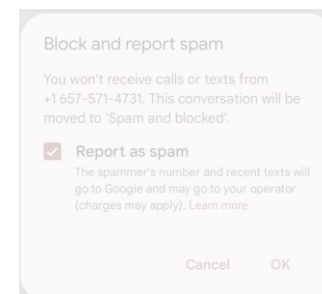 Block and report spam
You won't receive calls or texts from
+1 657-571-4731. This conversation will be
moved to 'Spam and blocked'.
Report as spam
The spammer's number and recent texts will
go to Google and may go to your operator
(charges may apply). Learn more
Cancel OK